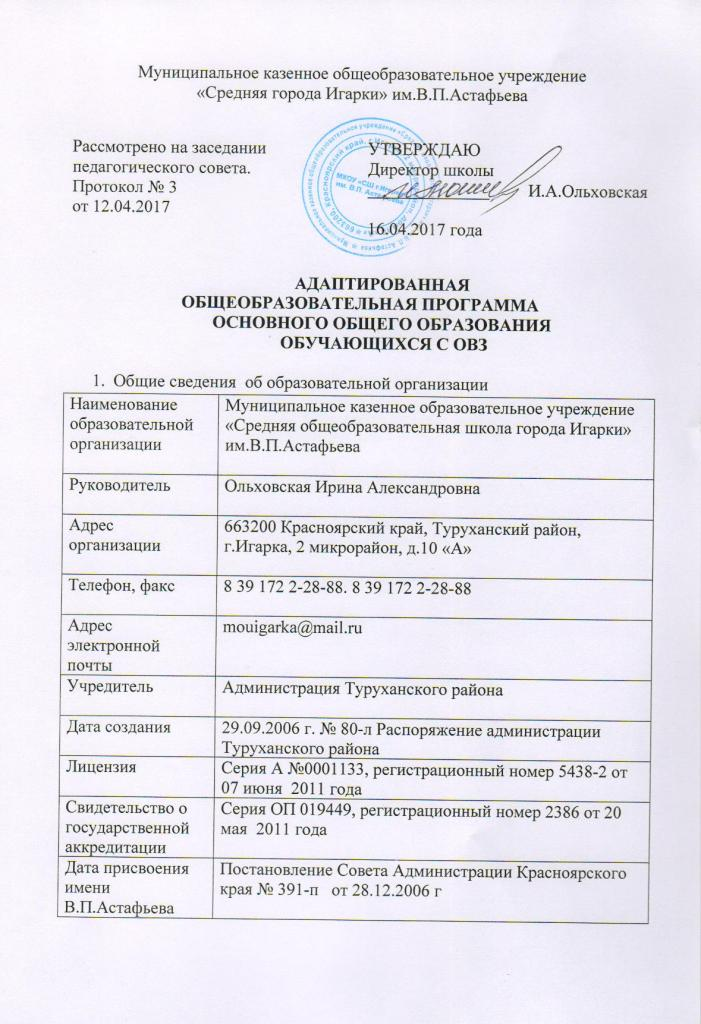 Муниципальное казенное общеобразовательное учреждение
«Средняя города Игарки» им.В.П.Астафьева
Рассмотрено на заседании
педагогического совета.
Протокол № 3
от 12.04.2017
УТВЕРЖДАЮ
Директор школы
И.А.Ольховская
16.04.2017 года
МКОУ «СШ г.Игарки»
им. В.П. Астафьева
АДАПТИРОВАННАЯ
ОБЩЕОБРАЗОВАТЕЛЬНАЯ ПРОГРАММА
ОСНОВНОГО ОБЩЕГО ОБРАЗОВАНИЯ
ОБУЧАЮЩИХСЯ С ОВЗ
1. Общие сведения об образовательной организации
Наименование
образовательной
организации
Муниципальное казенное образовательное учреждение
«Средняя общеобразовательная школа города Игарки»
им.В.П.Астафьева
Руководитель
Ольховская Ирина Александровна
Адрес
организации
663200 Красноярский край, Туруханский район,
г.Игарка, 2 микрорайон, д.10 «А»
Телефон, факс
8 39 172 2-28-88. 8 39 172 2-28-88
Адрес
электронной
почты
mouigarka@mail.ru
Учредитель
Администрация Туруханского района
Дата создания
29.09.2006 г. № 80-л Распоряжение администрации
Туруханского района
Лицензия
Серия А №0001133, регистрационный номер 5438-2 от
07 июня 2011 года
Свидетельство о
государственной
аккредитации
Серия ОП 019449, регистрационный номер 2386 от 20
мая 2011 года
Дата присвоения
имени
В.П.Астафьева
Постановление Совета Администрации Красноярского
края № 391-п от 28.12.2006 г